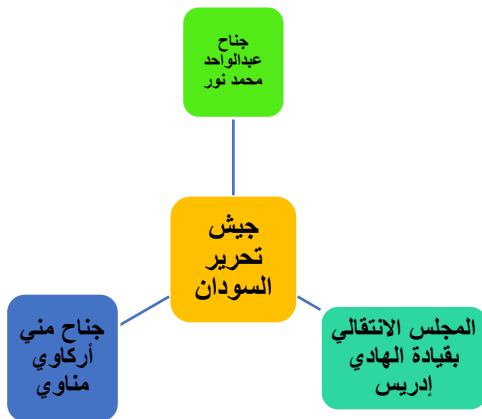 جناح
عبدالواحد
محمد نور
جيش
تحرير
السودان
المجلس الانتقالي
بقيادة الهادي
إدريس
جناح مني
أركاوي
مناوي